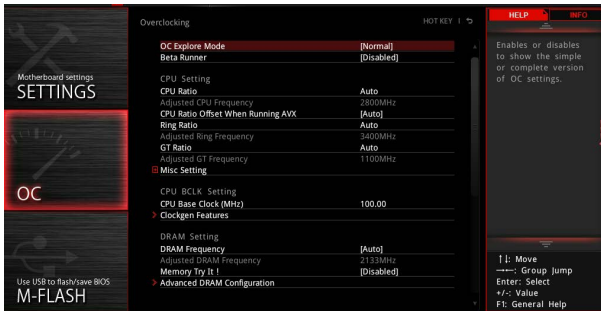 Motherboard settings
SETTINGS
OC
Use USB to flash/save BIOS
M-FLASH
Overclocking
HOT KEY |
OC Explore Mode [Normal]
Beta Runner [Disabled]
CPU Setting
CPU Ratio Auto
Adjusted CPU Frequency 2800MHz
CPU Ratio Offset When Running AVX [Auto]
Ring Ratio Auto
Adjusted Ring Frequency 3400MHz
GT Ratio Auto
Adjusted GT Frequency 1100MHz
Misc Setting
CPU BCLK Setting
CPU Base Clock (MHz) 100.00
Clockgen Features
DRAM Setting
DRAM Frequency [Auto]
Adjusted DRAM Frequency 2133MHz
Memory Try It ! [Disabled]
Advanced DRAM Configuration
HELP
INFO
Enables or disables
to show the simple
or complete version
of OC settings.
↑↓: Move
→←: Group Jump
Enter: Select
+/-: Value
F1: General Help